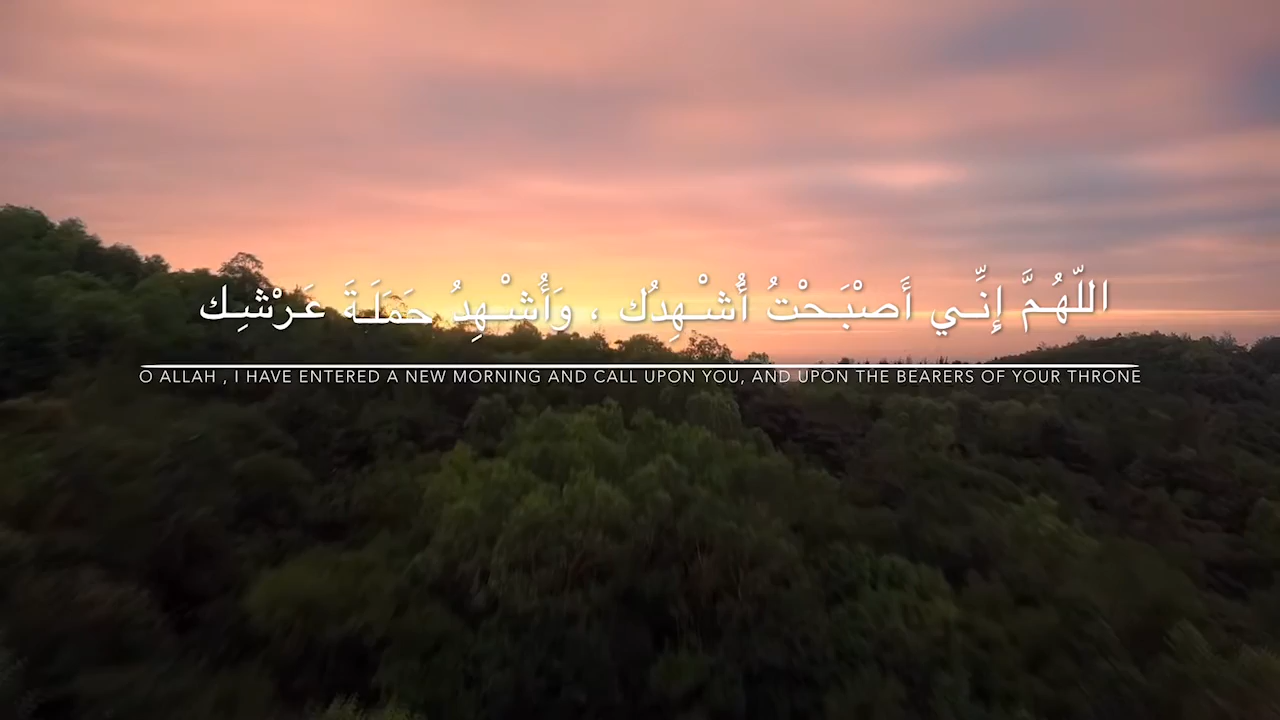 اللّهُمَّ إِنِّـي أَصـْبَـحْتُ أُشْـهِدُك ، وَأُشْـهِدُ حَمَلَـةَ عَـرْشِـك
O ALLAH , I HAVE ENTERED A NEW MORNING AND CALL UPON YOU, AND UPON THE BEARERS OF YOUR THRONE